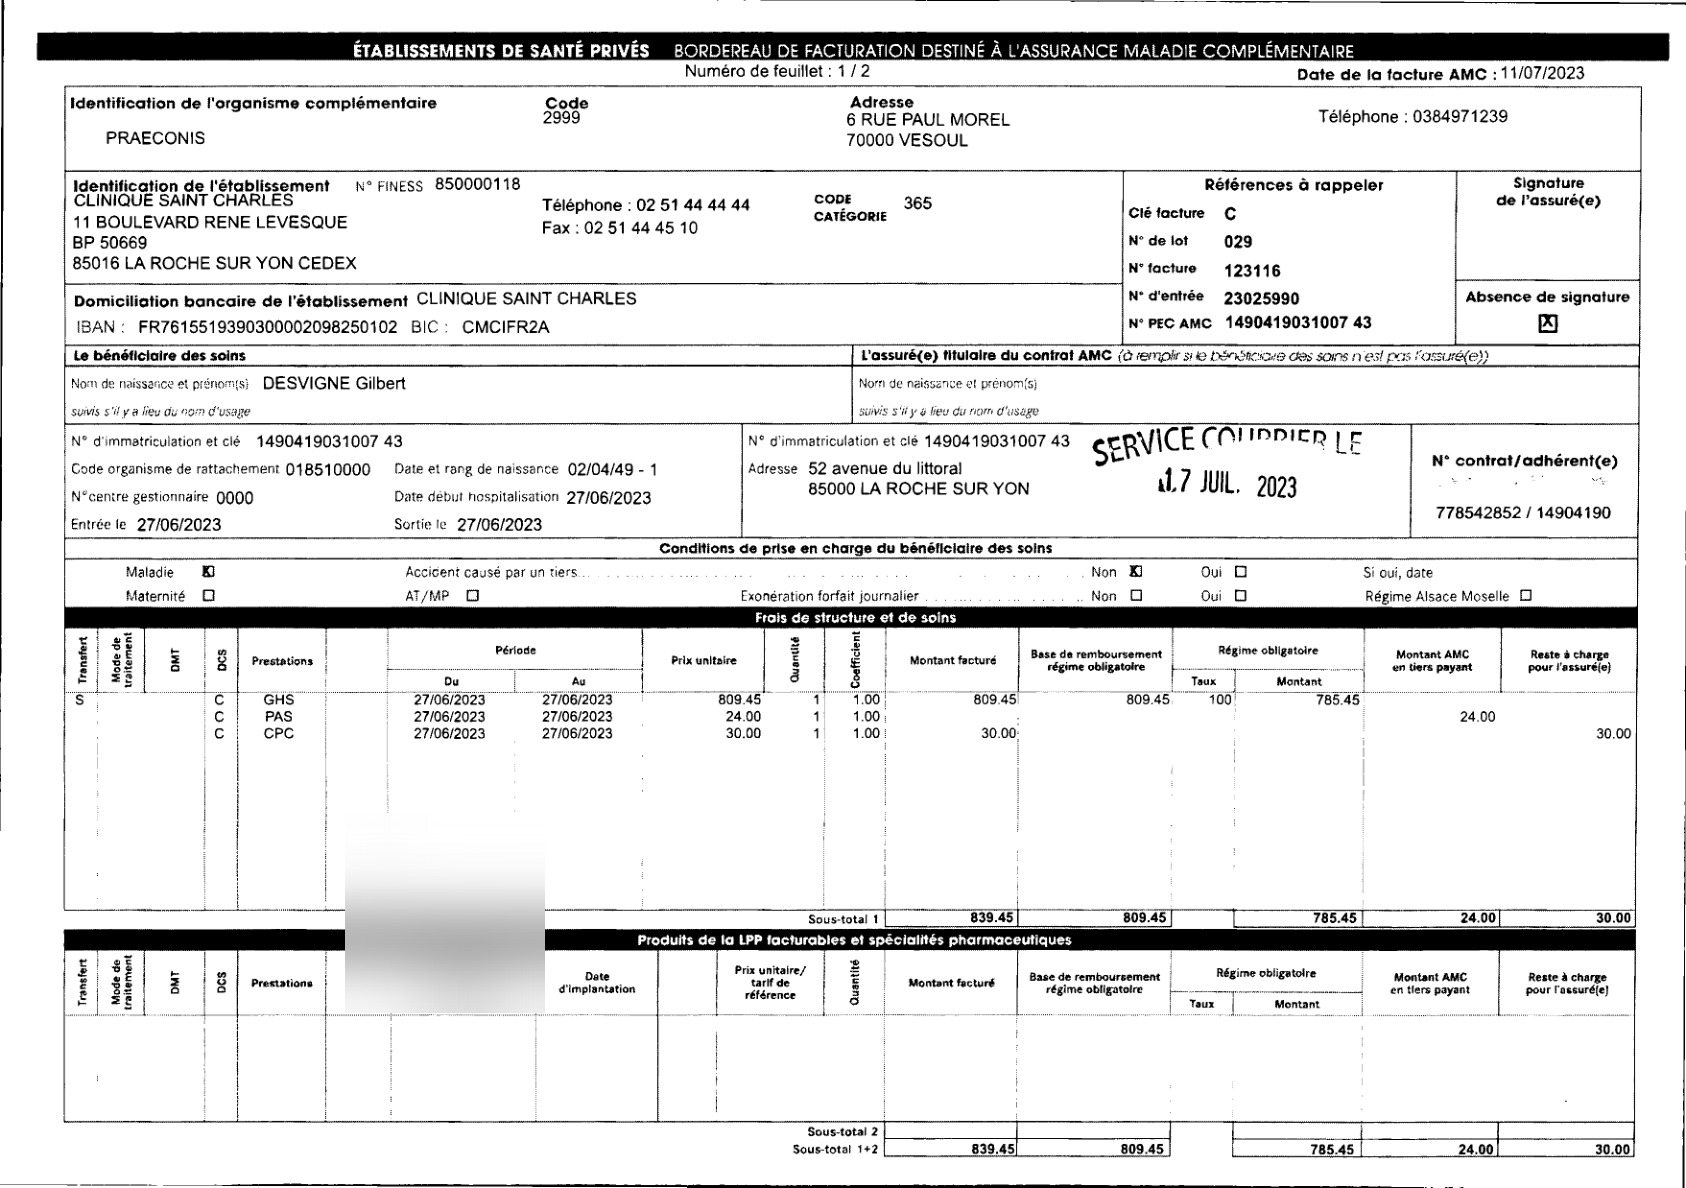 ÉTABLISSEMENTS DE SANTÉ PRIVÉS BORDEREAU DE FACTURATION DESTINÉ À L'ASSURANCE MALADIE COMPLÉMENTAIRE
Numéro de feuillet : 1 / 2
Date de la facture AMC : 11/07/2023
Identification de l'organisme complémentaire
PRAECONIS
Code
2999
Adresse
6 RUE PAUL MOREL
70000 VESOUL
Téléphone : 0384971239
Identification de l'établissement N° FINESS 850000118
CLINIQUE SAINT CHARLES
11 BOULEVARD RENE LEVESQUE
BP 50669
85016 LA ROCHE SUR YON CEDEX
Téléphone : 02 51 44 44 44
Fax : 02 51 44 45 10
CODE CATÉGORIE 365
Références à rappeler
Clé facture C
N° de lot 029
N° facture 123116
N° d'entrée 23025990
N° PEC AMC 1490419031007 43
Signature de l'assuré(e)
Absence de signature
X
Domiciliation bancaire de l'établissement CLINIQUE SAINT CHARLES
IBAN : FR7615519390300002098250102 BIC : CMCIFR2A
Le bénéficiaire des soins
L'assuré(e) titulaire du contrat AMC (à remplir si le bénéficiaire des soins n'est pas l'assuré(e))
Nom de naissance et prénom(s) DESVIGNE Gilbert
suivis s'il y a lieu du nom d'usage
Nom de naissance et prénom(s)
suivis s'il y a lieu du nom d'usage
N° d'immatriculation et clé 1490419031007 43
Code organisme de rattachement 018510000 Date et rang de naissance 02/04/49 - 1
N°centre gestionnaire 0000 Date début hospitalisation 27/06/2023
Entrée le 27/06/2023 Sortie le 27/06/2023
N° d'immatriculation et clé 1490419031007 43
Adresse 52 avenue du littoral
85000 LA ROCHE SUR YON
SERVICE COURRIER LE
17 JUIL. 2023
N° contrat/adhérent(e)
778542852 / 14904190
Conditions de prise en charge du bénéficiaire des soins
Maladie X Accident causé par un tiers Non X Oui Si oui, date
Maternité AT/MP Exonération forfait journalier Non Oui Régime Alsace Moselle
Frais de structure et de soins
Transfert Mode de traitement DMT DCS Prestations Période Du Au Prix unitaire Quantité Coefficient Montant facturé Base de remboursement régime obligatoire Régime obligatoire Taux Montant Montant AMC en tiers payant Reste à charge pour l'assuré(e)
S C GHS 27/06/2023 27/06/2023 809.45 1 1.00 809.45 809.45 100 785.45
C PAS 27/06/2023 27/06/2023 24.00 1 1.00 24.00
C CPC 27/06/2023 27/06/2023 30.00 1 1.00 30.00 30.00
Sous-total 1 839.45 809.45 785.45 24.00 30.00
Produits de la LPP facturables et spécialités pharmaceutiques
Transfert Mode de traitement DMT DCS Prestations Date d'implantation Prix unitaire/ tarif de référence Quantité Montant facturé Base de remboursement régime obligatoire Régime obligatoire Taux Montant Montant AMC en tiers payant Reste à charge pour l'assuré(e)
Sous-total 2
Sous-total 1+2 839.45 809.45 785.45 24.00 30.00